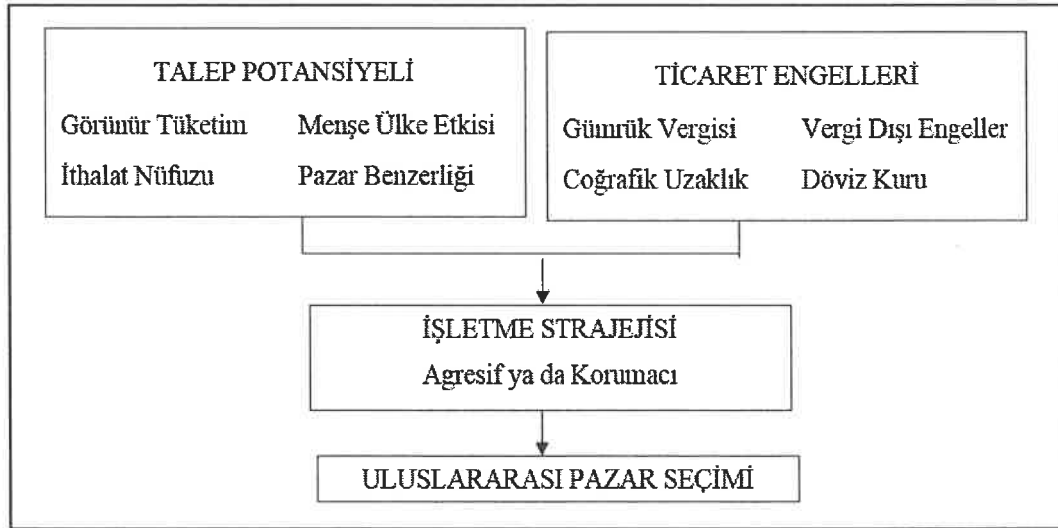 TALEP POTANSİYELİ
Görünür Tüketim Menşe Ülke Etkisi
İthalat Nüfuzu Pazar Benzerliği
TİCARET ENGELLERİ
Gümrük Vergisi Vergi Dışı Engeller
Coğrafik Uzaklık Döviz Kuru
İŞLETME STRAJEJİSİ
Agresif ya da Korumacı
ULUSLARARASI PAZAR SEÇİMİ